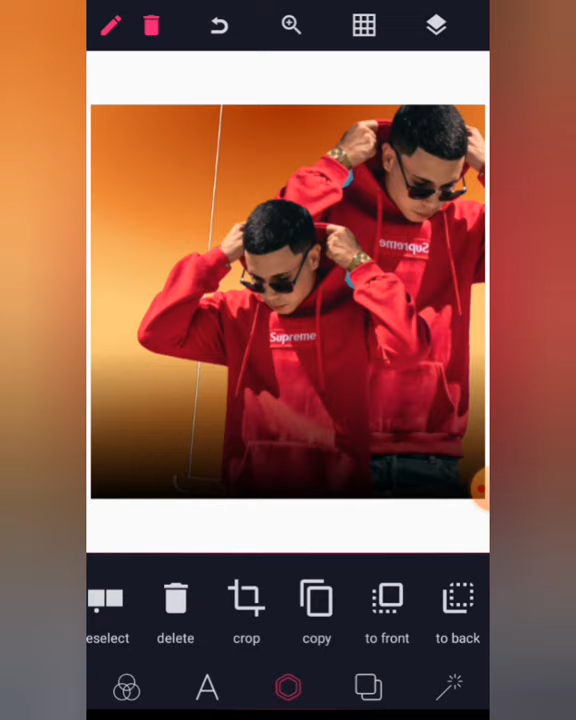 Supreme
Supreme
eselect
delete
crop
copy
to front
to back